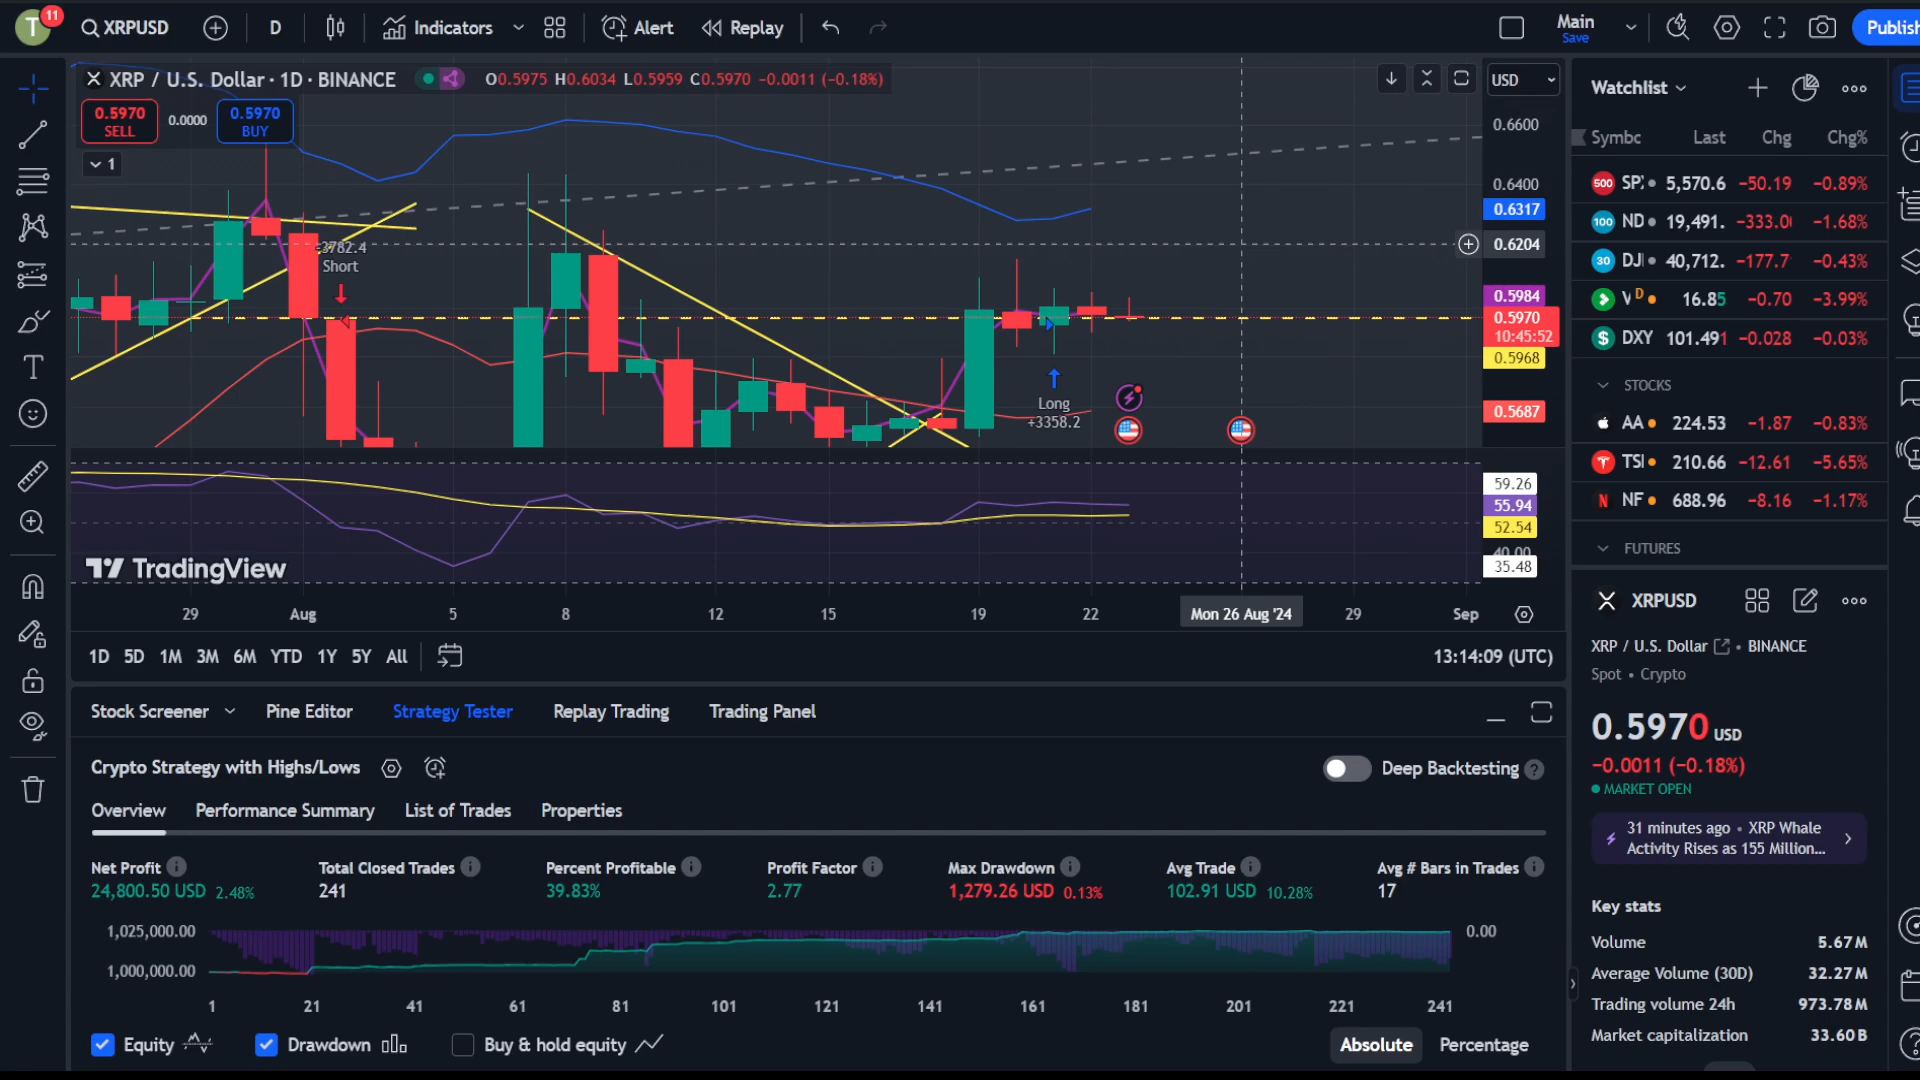 T 11 XRPUSD D Indicators Alert Replay Main Save Publish
XRP / U.S. Dollar · 1D · BINANCE O0.5975 H0.6034 L0.5959 C0.5970 −0.0011 (−0.18%) USD
0.5970 SELL 0.0000 0.5970 BUY
1
0.6600
0.6400
0.6317
0.6204
0.5984
0.5970
10:45:52
0.5968
0.5687
-3782.4
Short
Long
+3358.2
59.26
55.94
52.54
40.00
35.48
TradingView
29 Aug 5 8 12 15 19 22 Mon 26 Aug '24 29 Sep
1D 5D 1M 3M 6M YTD 1Y 5Y All 13:14:09 (UTC)
Stock Screener Pine Editor Strategy Tester Replay Trading Trading Panel
Crypto Strategy with Highs/Lows Deep Backtesting ?
Overview Performance Summary List of Trades Properties
Net Profit Total Closed Trades Percent Profitable Profit Factor Max Drawdown Avg Trade Avg # Bars in Trades
24,800.50 USD 2.48% 241 39.83% 2.77 1,279.26 USD 0.13% 102.91 USD 10.28% 17
1,025,000.00 0.00
1,000,000.00
1 21 41 61 81 101 121 141 161 181 201 221 241
Equity Drawdown Buy & hold equity Absolute Percentage
Watchlist
Symbc Last Chg Chg%
500 SP 5,570.6 −50.19 −0.89%
100 ND 19,491. −333.0 −1.68%
30 DJI 40,712. −177.7 −0.43%
V D 16.85 −0.70 −3.99%
$ DXY 101.491 −0.028 −0.03%
STOCKS
AA 224.53 −1.87 −0.83%
TSI 210.66 −12.61 −5.65%
N NF 688.96 −8.16 −1.17%
FUTURES
XRPUSD
XRP / U.S. Dollar • BINANCE
Spot • Crypto
0.5970 USD
−0.0011 (−0.18%)
MARKET OPEN
31 minutes ago • XRP Whale
Activity Rises as 155 Million...
Key stats
Volume 5.67M
Average Volume (30D) 32.27M
Trading volume 24h 973.78M
Market capitalization 33.60B